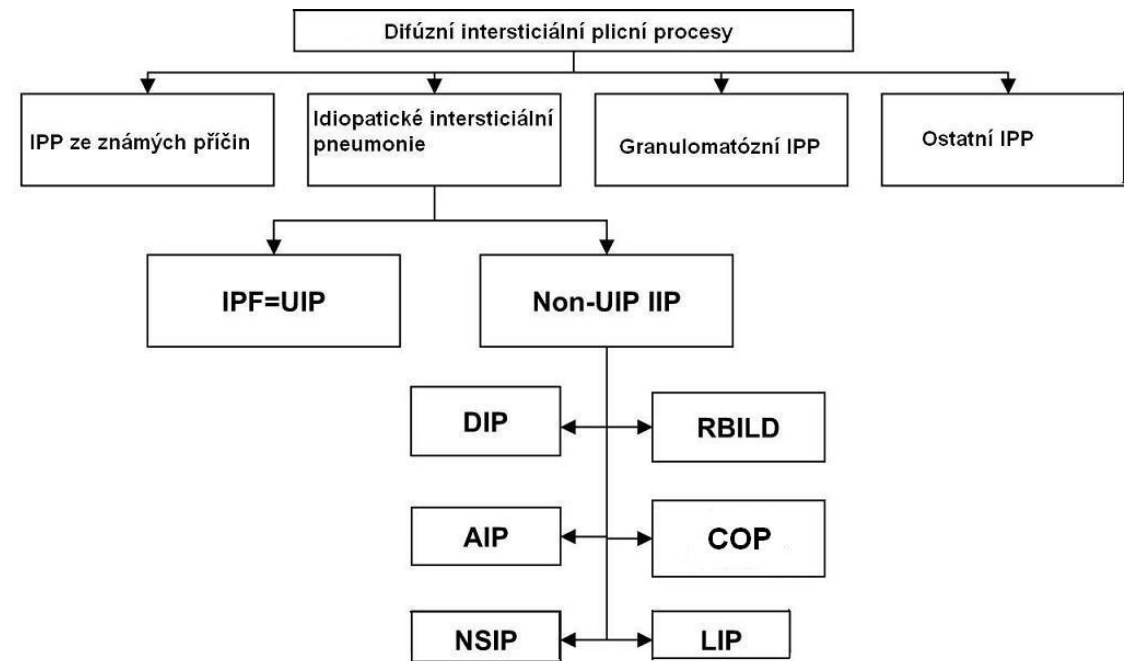 Difúzní intersticiální plicní procesy
IPP ze známých příčin
Idiopatické intersticiální
pneumonie
Granulomatózní IPP
Ostatní IPP
IPF=UIP
Non-UIP IIP
DIP
RBILD
AIP
COP
NSIP
LIP